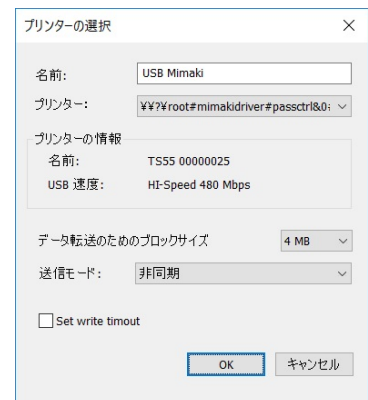 プリンターの選択
名前: USB Mimaki
プリンター: ¥¥?¥root#mimakidriver#passctrl&0:
プリンターの情報
名前: TS55 00000025
USB 速度: HI-Speed 480 Mbps
データ転送のためのブロックサイズ 4 MB
送信モード: 非同期
Set write timout
OK キャンセル